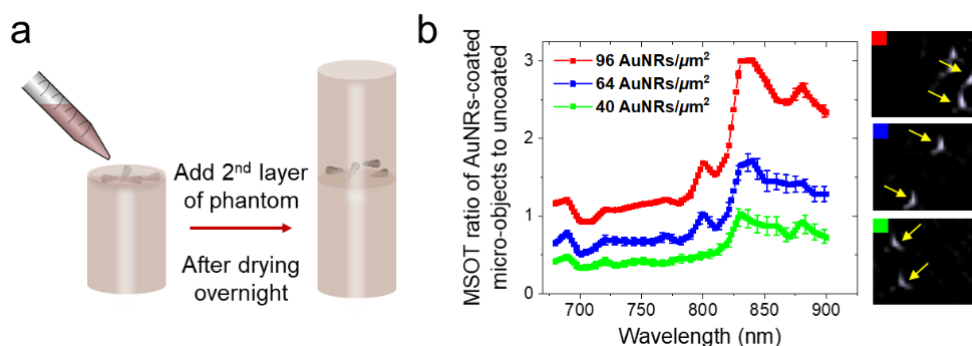 a
Add 2nd layer
of phantom
After drying
overnight
b
MSOT ratio of AuNRs-coated
micro-objects to uncoated
3
2
1
0
96 AuNRs/µm²
64 AuNRs/µm²
40 AuNRs/µm²
700 750 800 850 900
Wavelength (nm)